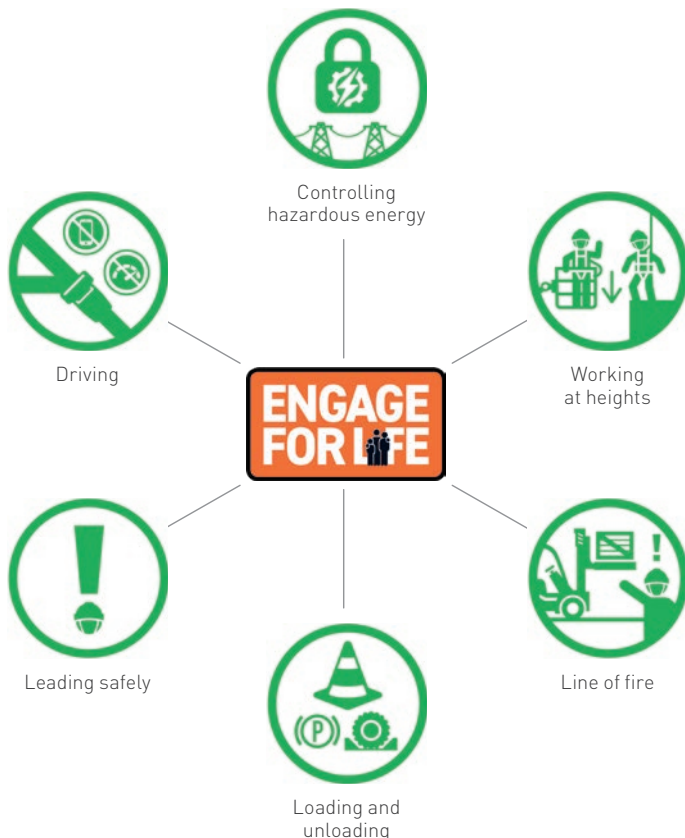 Controlling
hazardous energy
Driving
Working
at heights
ENGAGE
FOR LIFE
Leading safely
P
Line of fire
!
Loading and
unloading